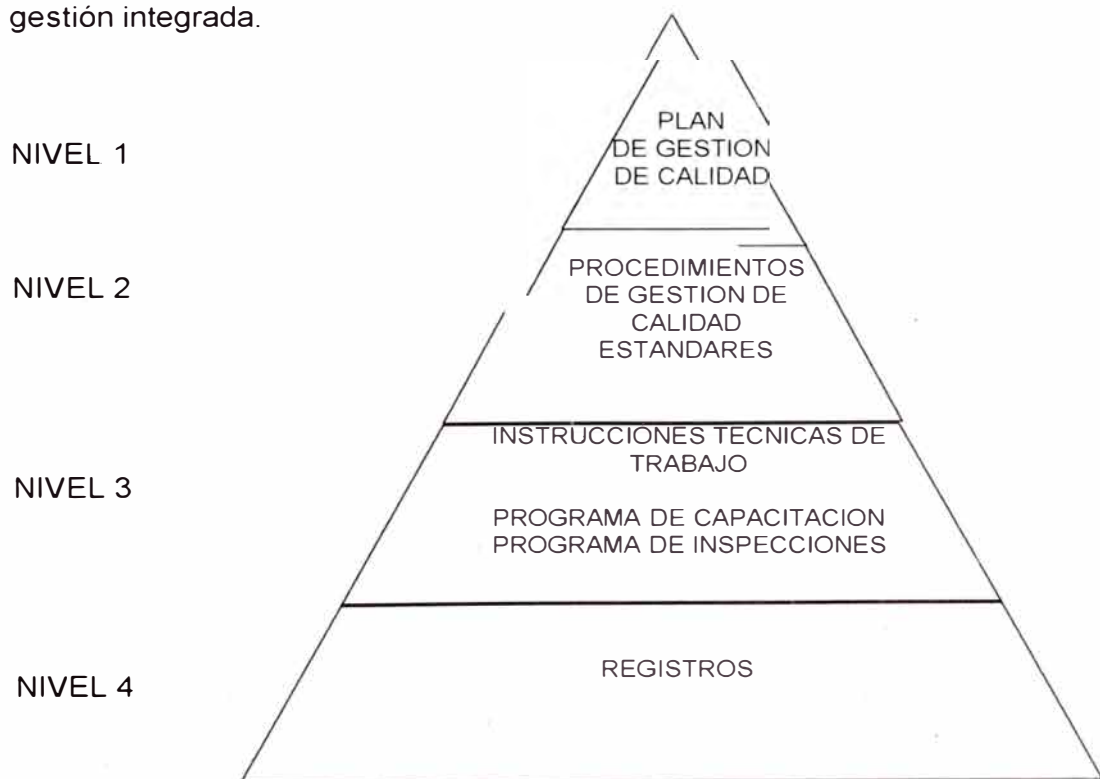 gestión integrada.
NIVEL 1
PLAN
DE GESTION
DE CALIDAD
NIVEL 2
PROCEDIMIENTOS
DE GESTION DE
CALIDAD
ESTANDARES
NIVEL 3
INSTRUCCIONES TECNICAS DE
TRABAJO
PROGRAMA DE CAPACITACION
PROGRAMA DE INSPECCIONES
NIVEL 4
REGISTROS